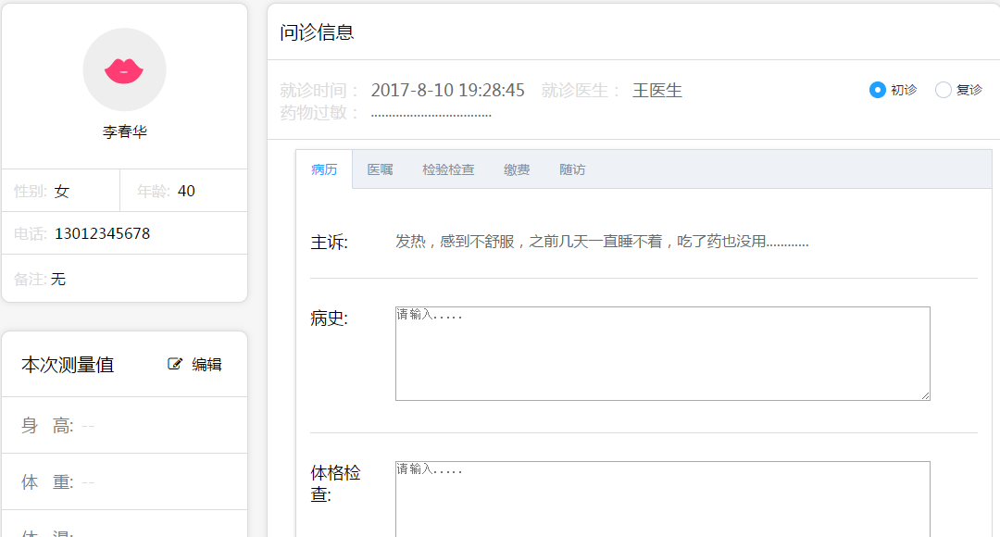 李春华
性别: 女 年龄: 40
电话: 13012345678
备注: 无
本次测量值 编辑
身 高: --
体 重: --
体 温:
问诊信息
就诊时间： 2017-8-10 19:28:45 就诊医生： 王医生 初诊 复诊
药物过敏： ..................................
病历 医嘱 检验检查 缴费 随访
主诉: 发热，感到不舒服，之前几天一直睡不着，吃了药也没用............
病史: 请输入.....
体格检 请输入.....
查: